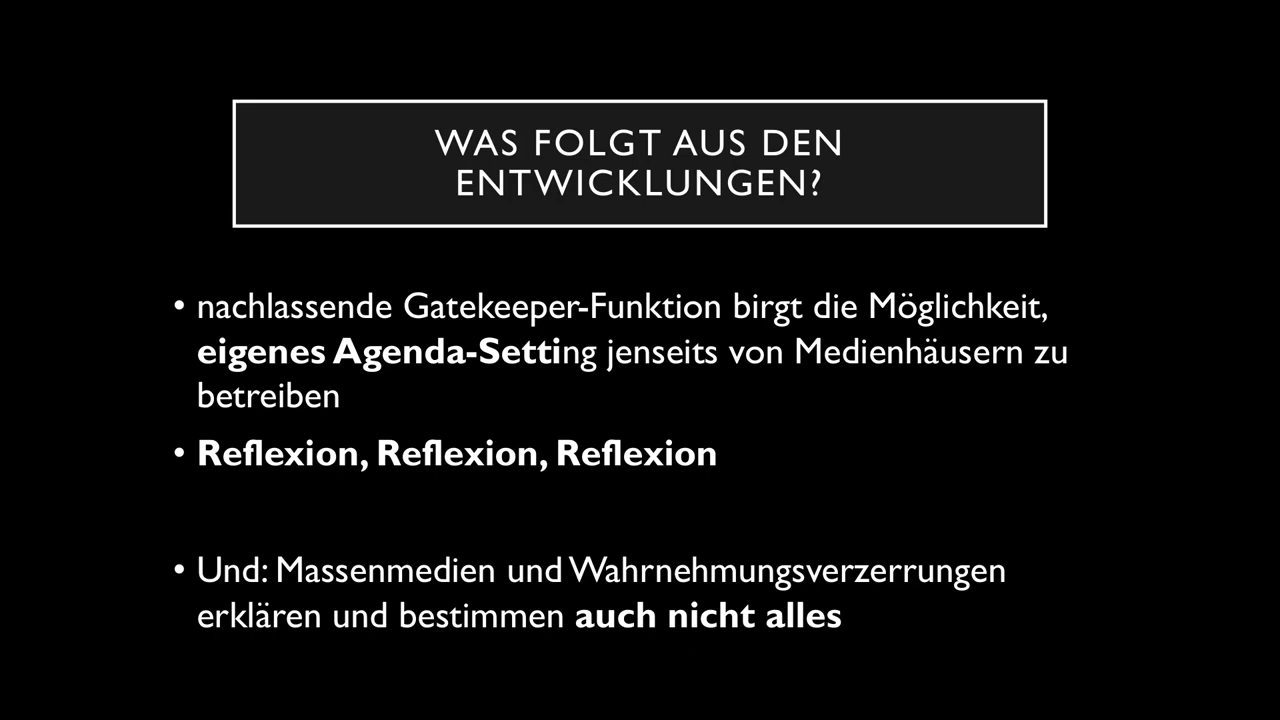 WAS FOLGT AUS DEN
ENTWICKLUNGEN?
• nachlassende Gatekeeper-Funktion birgt die Möglichkeit,
eigenes Agenda-Setting jenseits von Medienhäusern zu
betreiben
• Reflexion, Reflexion, Reflexion
• Und: Massenmedien und Wahrnehmungsverzerrungen
erklären und bestimmen auch nicht alles